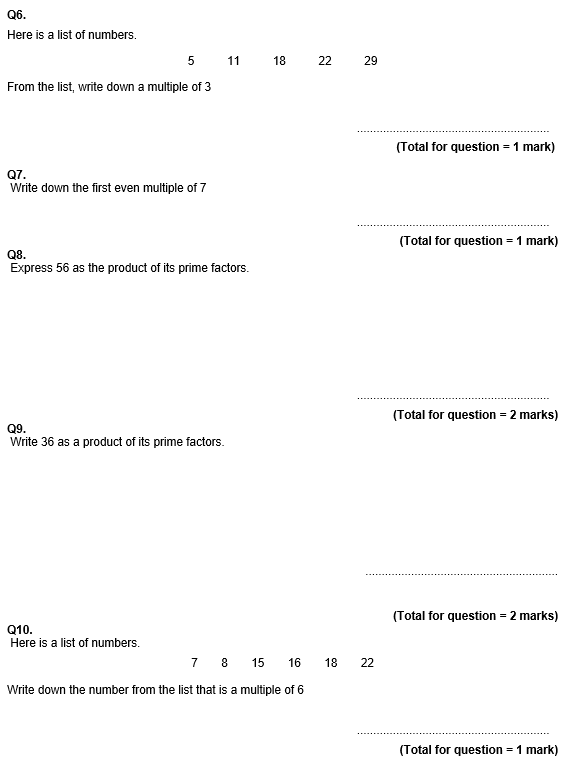 Q6.
Here is a list of numbers.
5 11 18 22 29
From the list, write down a multiple of 3
............................................................
(Total for question = 1 mark)
Q7.
Write down the first even multiple of 7
............................................................
(Total for question = 1 mark)
Q8.
Express 56 as the product of its prime factors.
............................................................
(Total for question = 2 marks)
Q9.
Write 36 as a product of its prime factors.
............................................................
(Total for question = 2 marks)
Q10.
Here is a list of numbers.
7 8 15 16 18 22
Write down the number from the list that is a multiple of 6
............................................................
(Total for question = 1 mark)